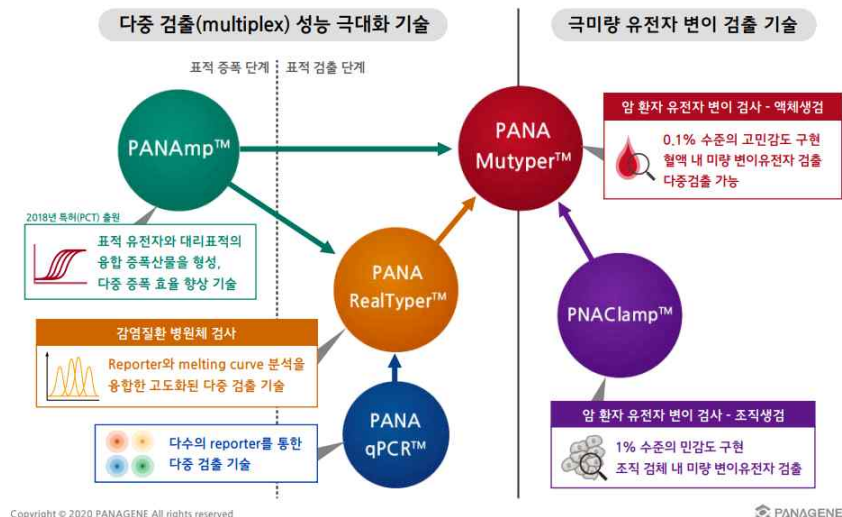 다중 검출(multiplex) 성능 극대화 기술
극미량 유전자 변이 검출 기술
표적 증폭 단계
표적 검출 단계
PANAmp™
PANA
Mutyper™
암 환자 유전자 변이 검사 - 액체생검
0.1% 수준의 고민감도 구현
혈액 내 미량 변이유전자 검출
다중검출 가능
2018년 특허(PCT) 출원
표적 유전자와 대리표적의
융합 증폭산물을 형성,
다중 증폭 효율 향상 기술
PANA
RealTyper™
PNAClamp™
감염질환 병원체 검사
Reporter와 melting curve 분석을
융합한 고도화된 다중 검출 기술
PANA
qPCR™
다수의 reporter를 통한
다중 검출 기술
암 환자 유전자 변이 검사 - 조직생검
1% 수준의 민감도 구현
조직 검체 내 미량 변이유전자 검출
Copyright © 2020 PANAGENE All rights reserved
PANAGENE